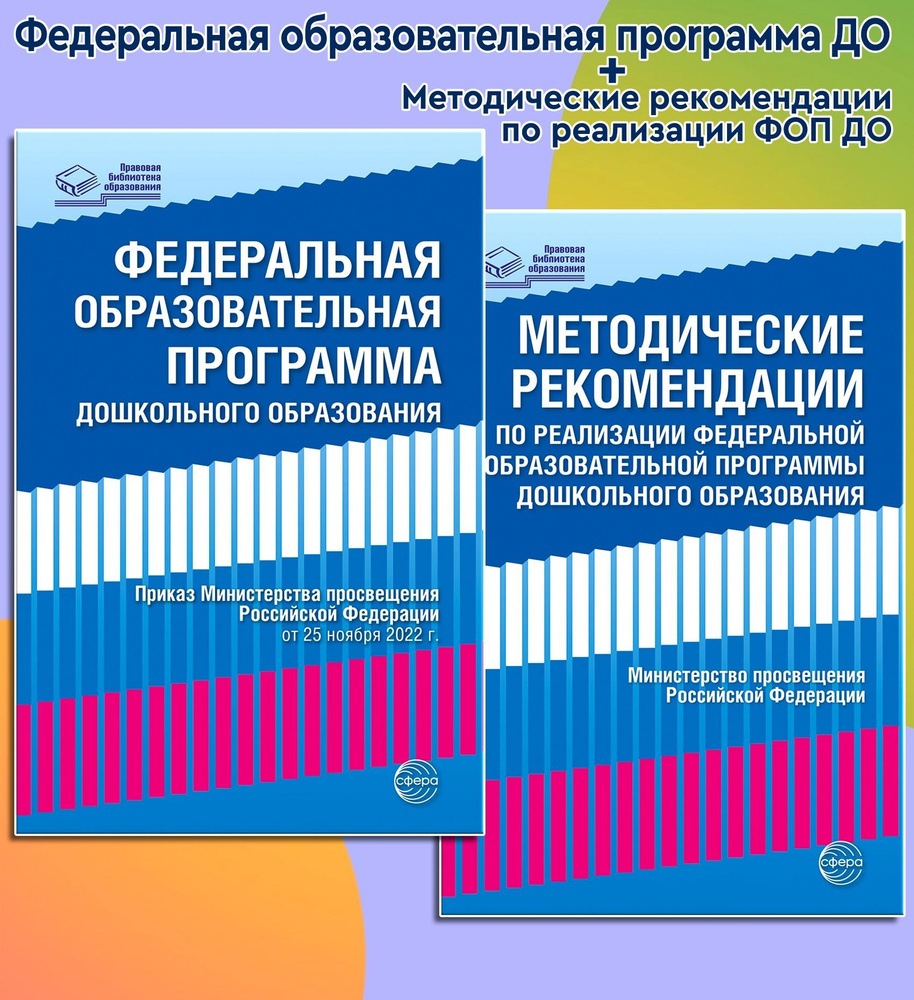 Федеральная образовательная программа ДО
+
Методические рекомендации
по реализации ФОП ДО
Правовая
библиотека
образования
ФЕДЕРАЛЬНАЯ
ОБРАЗОВАТЕЛЬНАЯ
ПРОГРАММА
ДОШКОЛЬНОГО ОБРАЗОВАНИЯ
Приказ Министерства просвещения
Российской Федерации
от 25 ноября 2022 г.
сфера
Правовая
библиотека
образования
МЕТОДИЧЕСКИЕ
РЕКОМЕНДАЦИИ
ПО РЕАЛИЗАЦИИ ФЕДЕРАЛЬНОЙ
ОБРАЗОВАТЕЛЬНОЙ ПРОГРАММЫ
ДОШКОЛЬНОГО ОБРАЗОВАНИЯ
Министерство просвещения
Российской Федерации
сфера